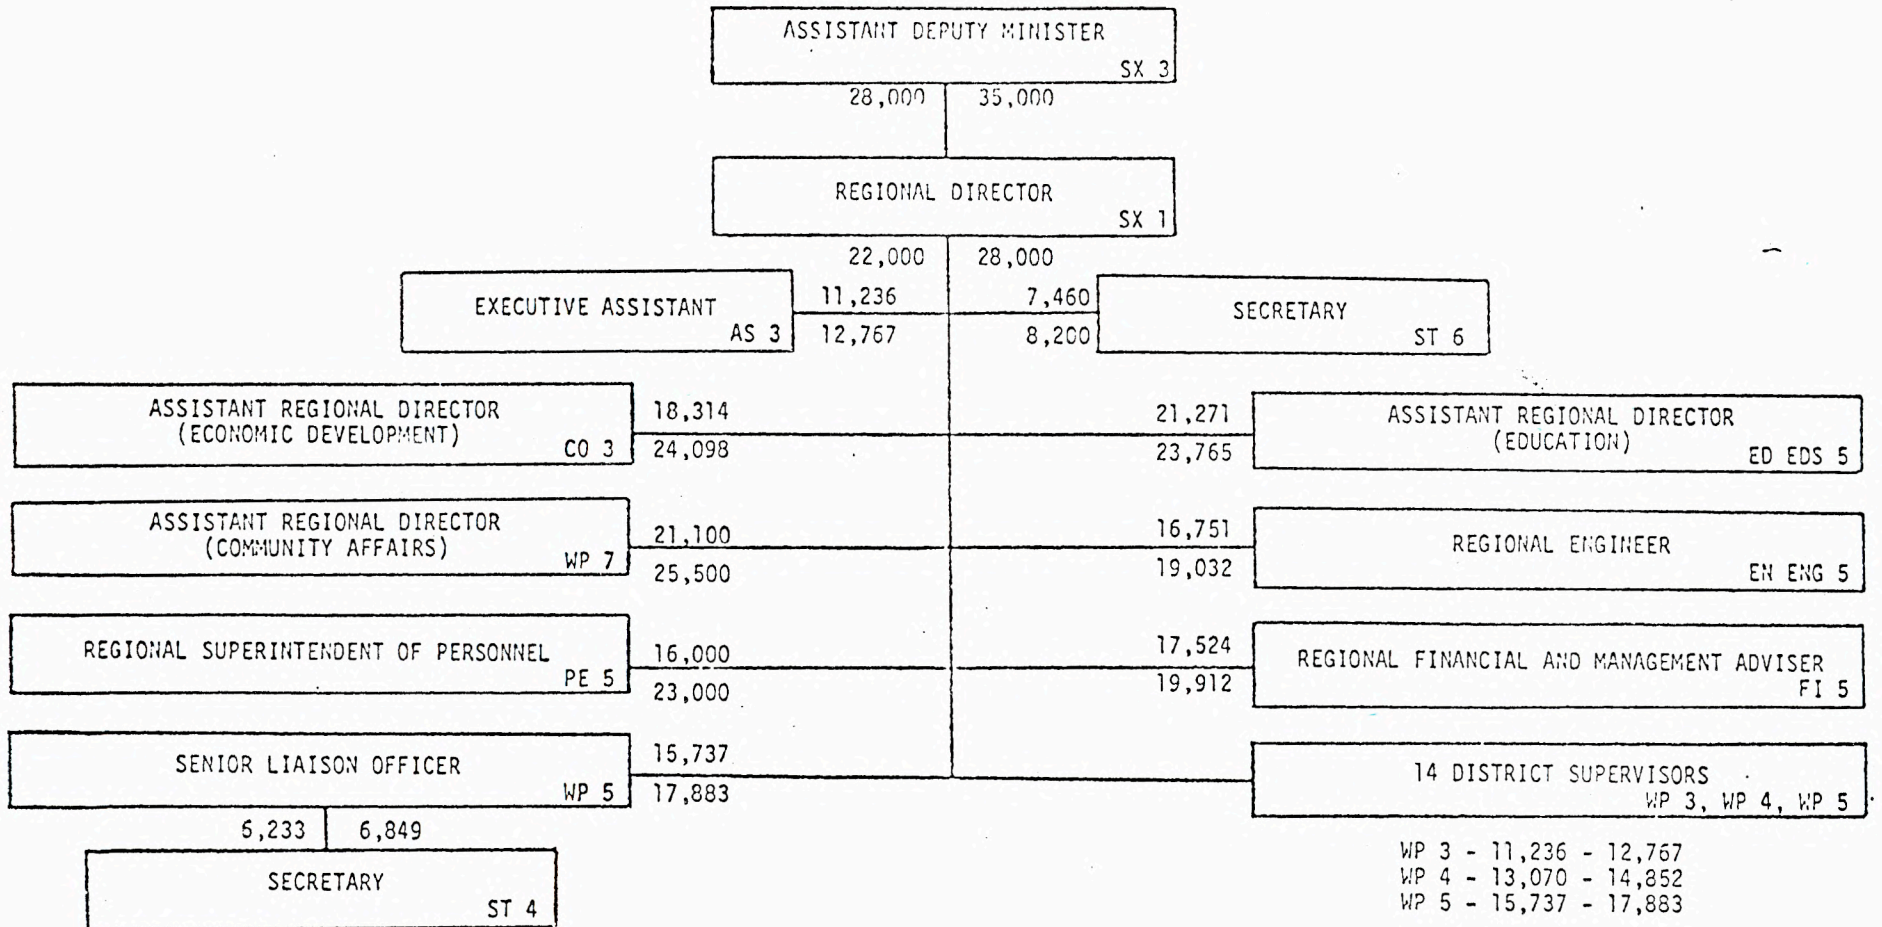 ASSISTANT DEPUTY MINISTER
SX 3
28,000 35,000
REGIONAL DIRECTOR
SX 1
22,000 28,000
EXECUTIVE ASSISTANT
AS 3
11,236
12,767
7,460
8,200
SECRETARY
ST 6
ASSISTANT REGIONAL DIRECTOR
(ECONOMIC DEVELOPMENT)
CO 3
18,314
24,098
21,271
23,765
ASSISTANT REGIONAL DIRECTOR
(EDUCATION)
ED EDS 5
ASSISTANT REGIONAL DIRECTOR
(COMMUNITY AFFAIRS)
WP 7
21,100
25,500
16,751
19,032
REGIONAL ENGINEER
EN ENG 5
REGIONAL SUPERINTENDENT OF PERSONNEL
PE 5
16,000
23,000
17,524
19,912
REGIONAL FINANCIAL AND MANAGEMENT ADVISER
FI 5
SENIOR LIAISON OFFICER
WP 5
15,737
17,883
14 DISTRICT SUPERVISORS
WP 3, WP 4, WP 5
6,233 6,849
SECRETARY
ST 4
WP 3 - 11,236 - 12,767
WP 4 - 13,070 - 14,852
WP 5 - 15,737 - 17,883